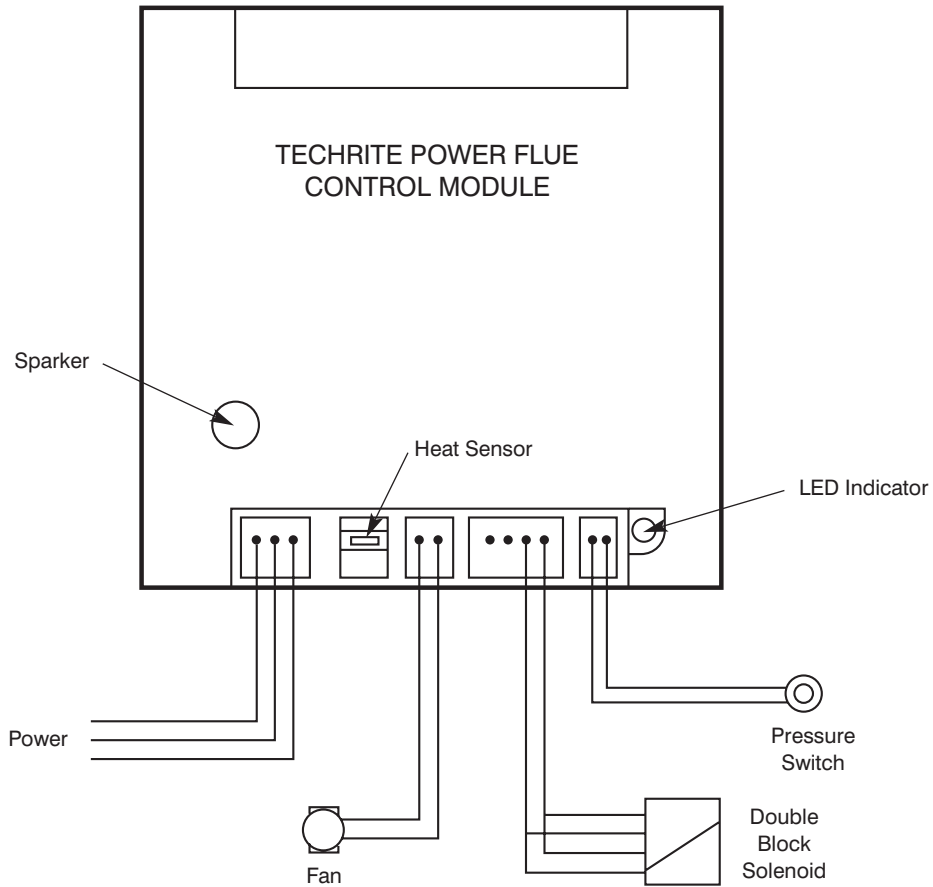 TECHRITE POWER FLUE
CONTROL MODULE
Sparker
Heat Sensor
LED Indicator
Power
Pressure
Switch
Fan
Double
Block
Solenoid